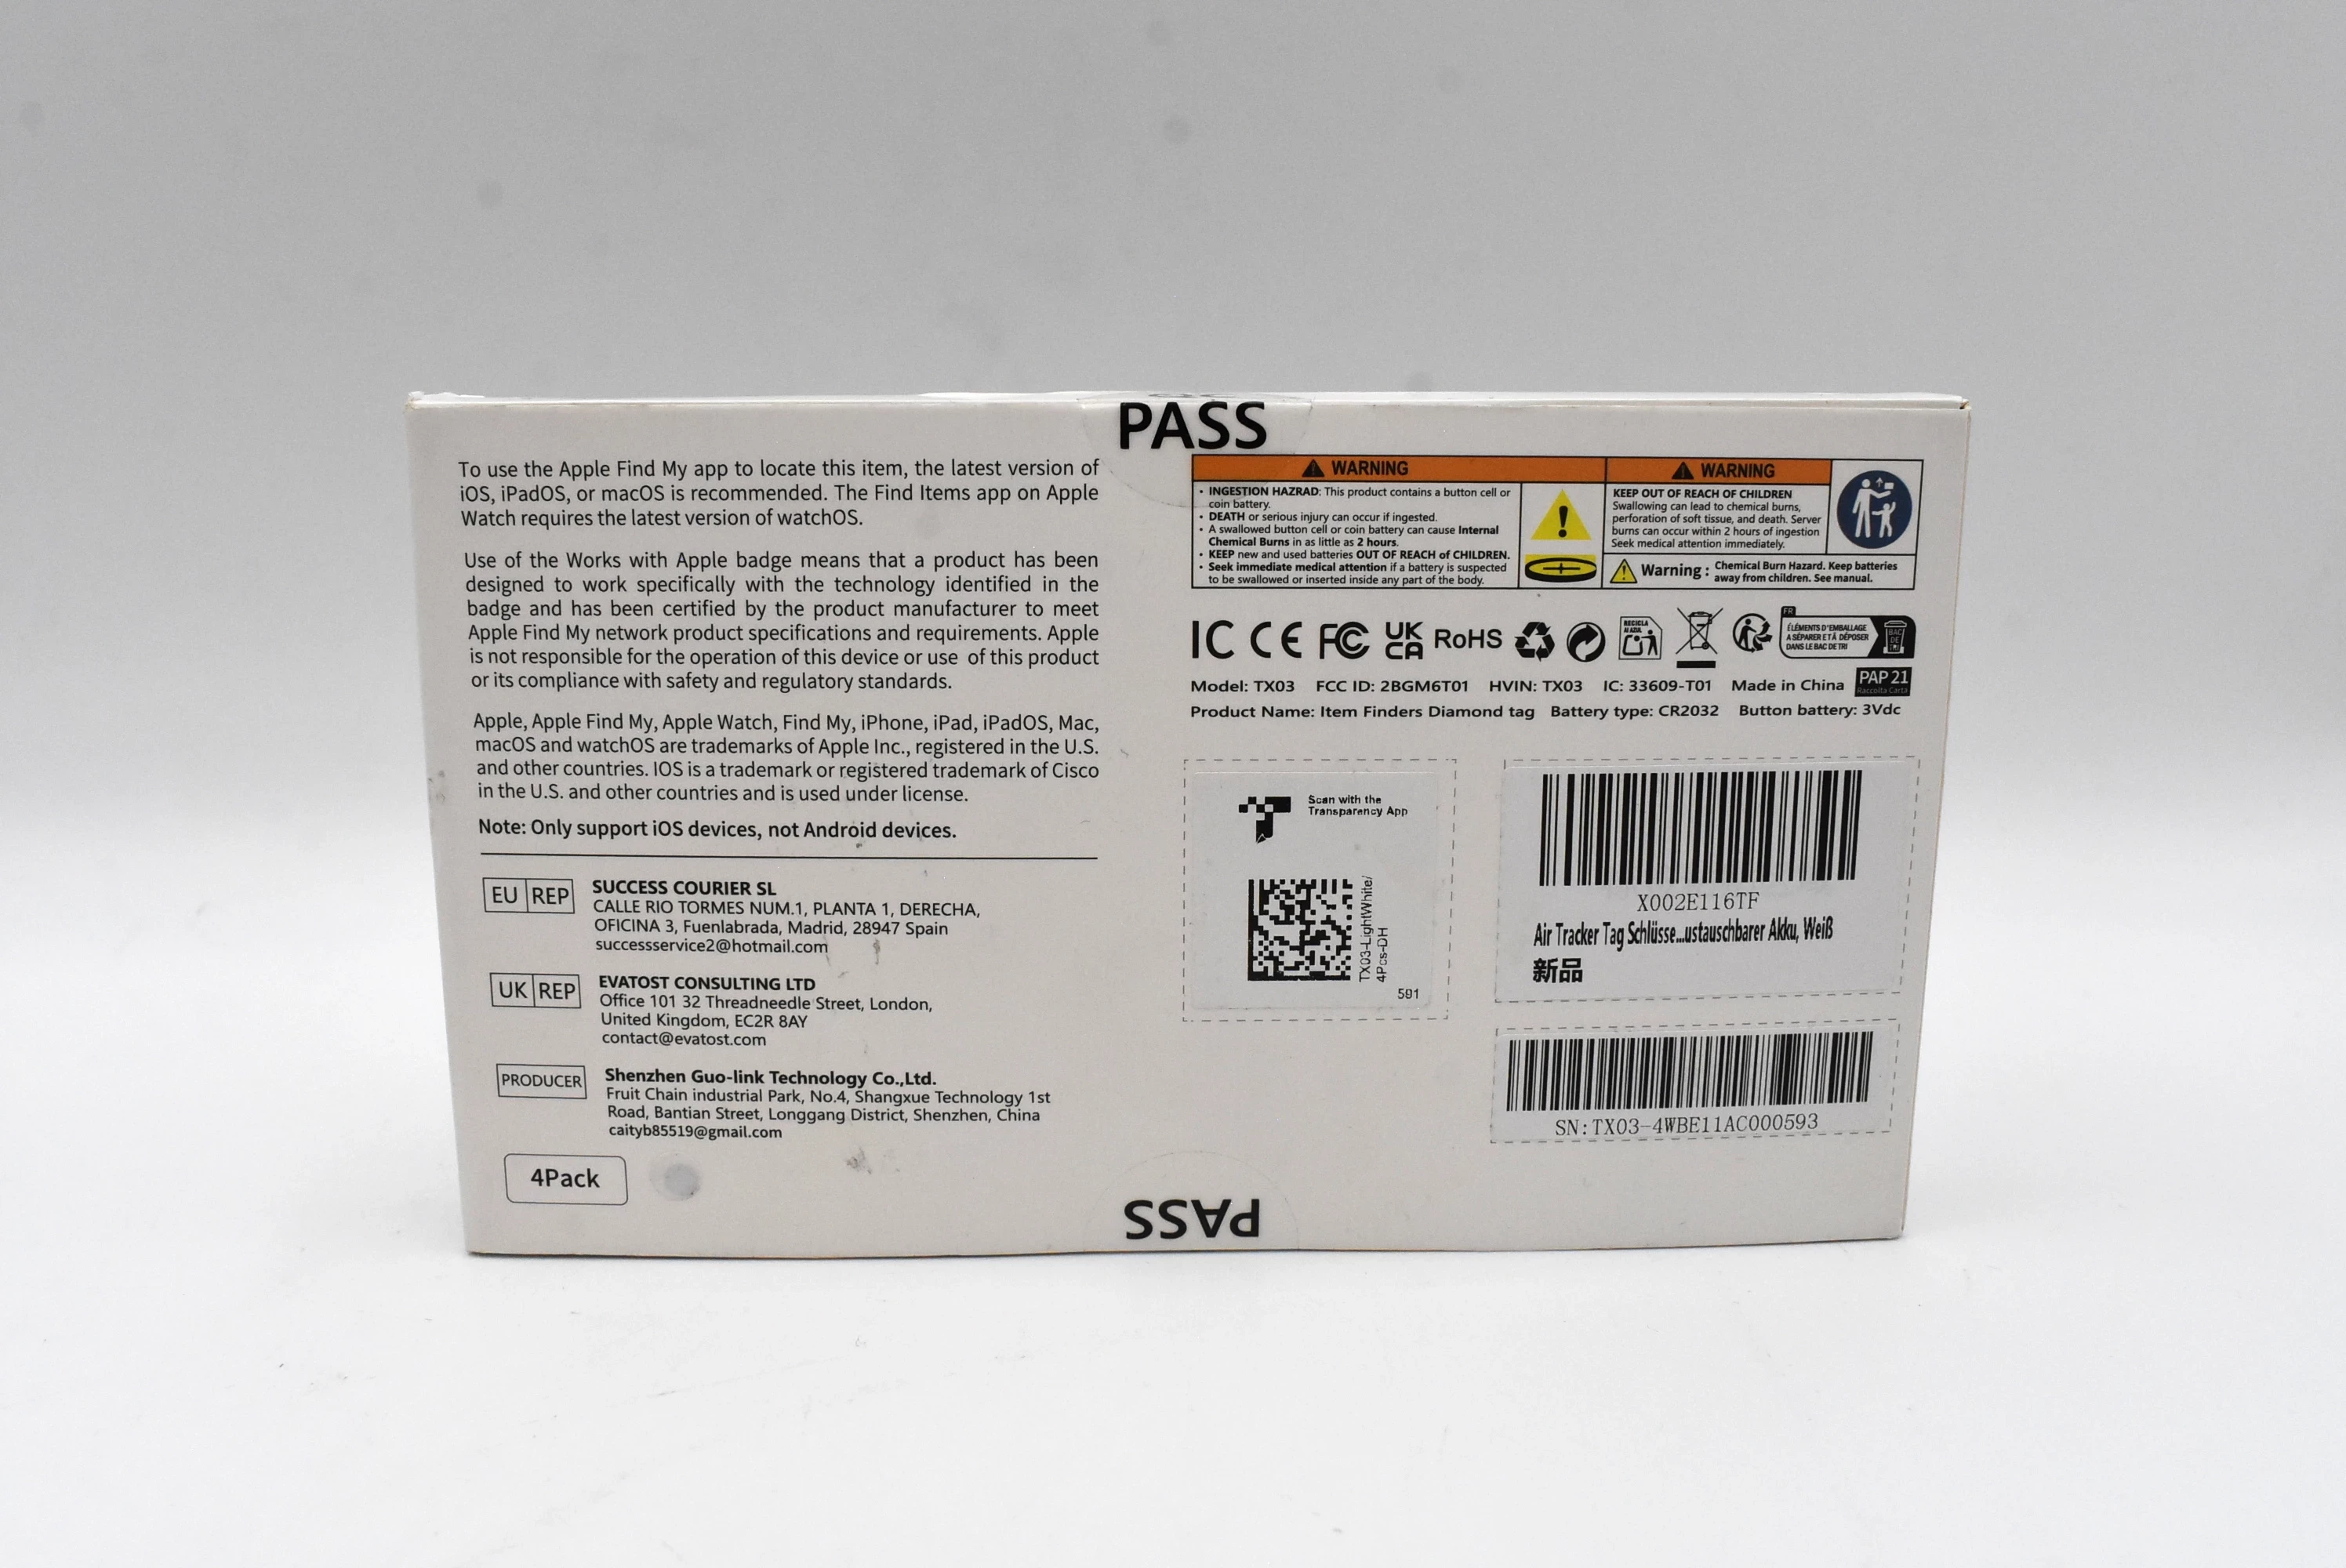 PASS
To use the Apple Find My app to locate this item, the latest version of
iOS, iPadOS, or macOS is recommended. The Find Items app on Apple
Watch requires the latest version of watchOS.
Use of the Works with Apple badge means that a product has been
designed to work specifically with the technology identified in the
badge and has been certified by the product manufacturer to meet
Apple Find My network product specifications and requirements. Apple
is not responsible for the operation of this device or use of this product
or its compliance with safety and regulatory standards.
Apple, Apple Find My, Apple Watch, Find My, iPhone, iPad, iPadOS, Mac,
macOS and watchOS are trademarks of Apple Inc., registered in the U.S.
and other countries. IOS is a trademark or registered trademark of Cisco
in the U.S. and other countries and is used under license.
Note: Only support iOS devices, not Android devices.
EU REP
SUCCESS COURIER SL
CALLE RIO TORMES NUM.1, PLANTA 1, DERECHA,
OFICINA 3, Fuenlabrada, Madrid, 28947 Spain
successservice2@hotmail.com
UK REP
EVATOST CONSULTING LTD
Office 101 32 Threadneedle Street, London,
United Kingdom, EC2R 8AY
contact@evatost.com
PRODUCER
Shenzhen Guo-link Technology Co.,Ltd.
Fruit Chain industrial Park, No.4, Shangxue Technology 1st
Road, Bantian Street, Longgang District, Shenzhen, China
caityb85519@gmail.com
4Pack
WARNING
• INGESTION HAZRAD: This product contains a button cell or
coin battery.
• DEATH or serious injury can occur if ingested.
• A swallowed button cell or coin battery can cause Internal
Chemical Burns in as little as 2 hours.
• KEEP new and used batteries OUT OF REACH of CHILDREN.
• Seek immediate medical attention if a battery is suspected
to be swallowed or inserted inside any part of the body.
WARNING
KEEP OUT OF REACH OF CHILDREN
Swallowing can lead to chemical burns,
perforation of soft tissue, and death. Server
burns can occur within 2 hours of ingestion
Seek medical attention immediately.
Warning: Chemical Burn Hazard. Keep batteries
away from children. See manual.
IC CE FC UK CA RoHS
RECICLA
AL AZUL
FR
ÉLÉMENTS D'EMBALLAGE
A SÉPARER ET À DÉPOSER
DANS LE BAC DE TRI
BAC
DE
TRI
Model: TX03 FCC ID: 2BGM6T01 HVIN: TX03 IC: 33609-T01 Made in China
PAP 21
Raccolta Carta
Product Name: Item Finders Diamond tag Battery type: CR2032 Button battery: 3Vdc
Scan with the
Transparency App
TX03-LightWhite/
4Pcs-DH
591
X002E116TF
Air Tracker Tag Schlüsse...ustauschbarer Akku, Weiß
新品
SN:TX03-4WBE11AC000593
PASS